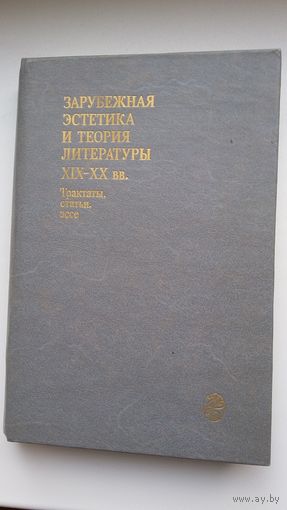 ЗАРУБЕЖНАЯ
ЭСТЕТИКА
И ТЕОРИЯ
ЛИТЕРАТУРЫ
XIX-XX вв.
Трактаты,
статьи,
эссе
www.ay.by